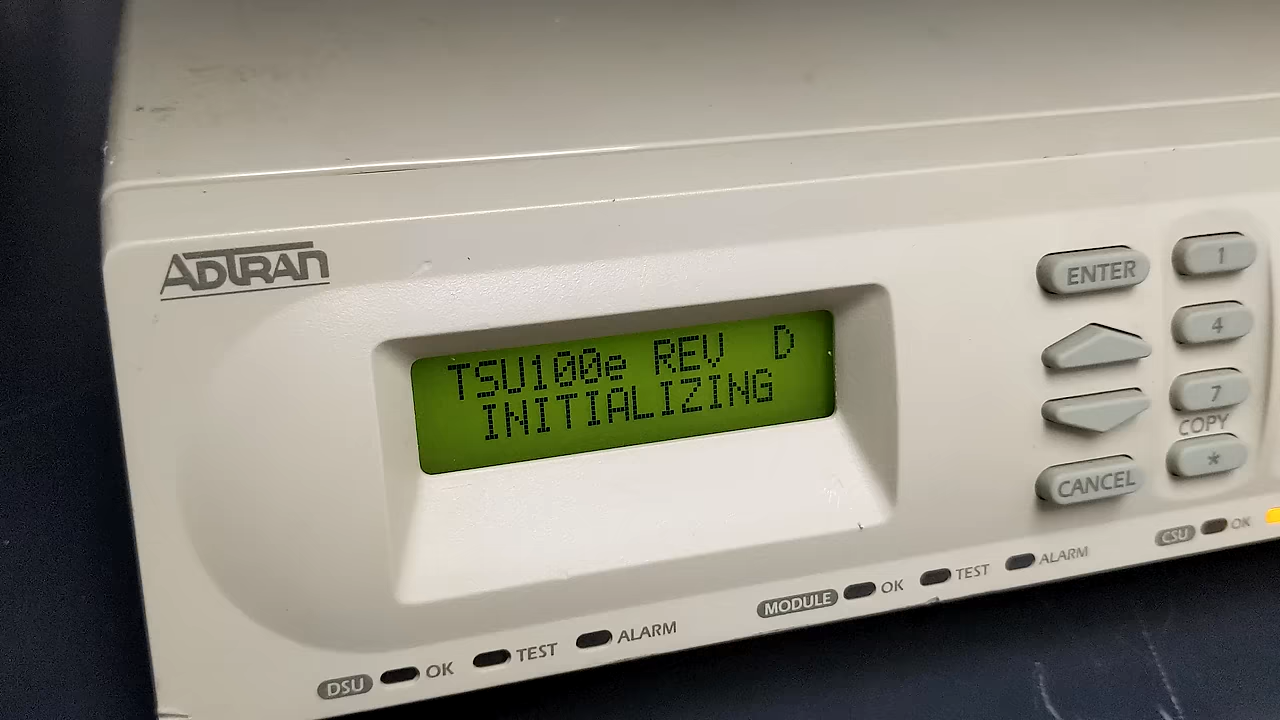 ADTRAN
TSU100e REV D
INITIALIZING
ENTER
CANCEL
1
4
7
COPY
*
DSU OK TEST ALARM
MODULE OK TEST ALARM
CSU OK